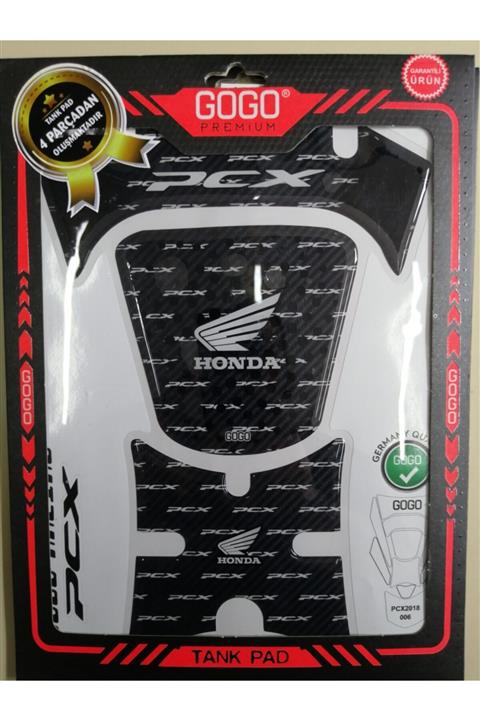 GOGO®
PREMiUM
GARANTİLİ
ÜRÜN
TANK PAD
4 PARÇADAN
OLUŞMAKTADIR
PCX
HONDA
GOGO
HONDA
GOGO
GOGO
PCX
GERMANY QU
GOGO
GOGO
PCX2018
006
TANK PAD